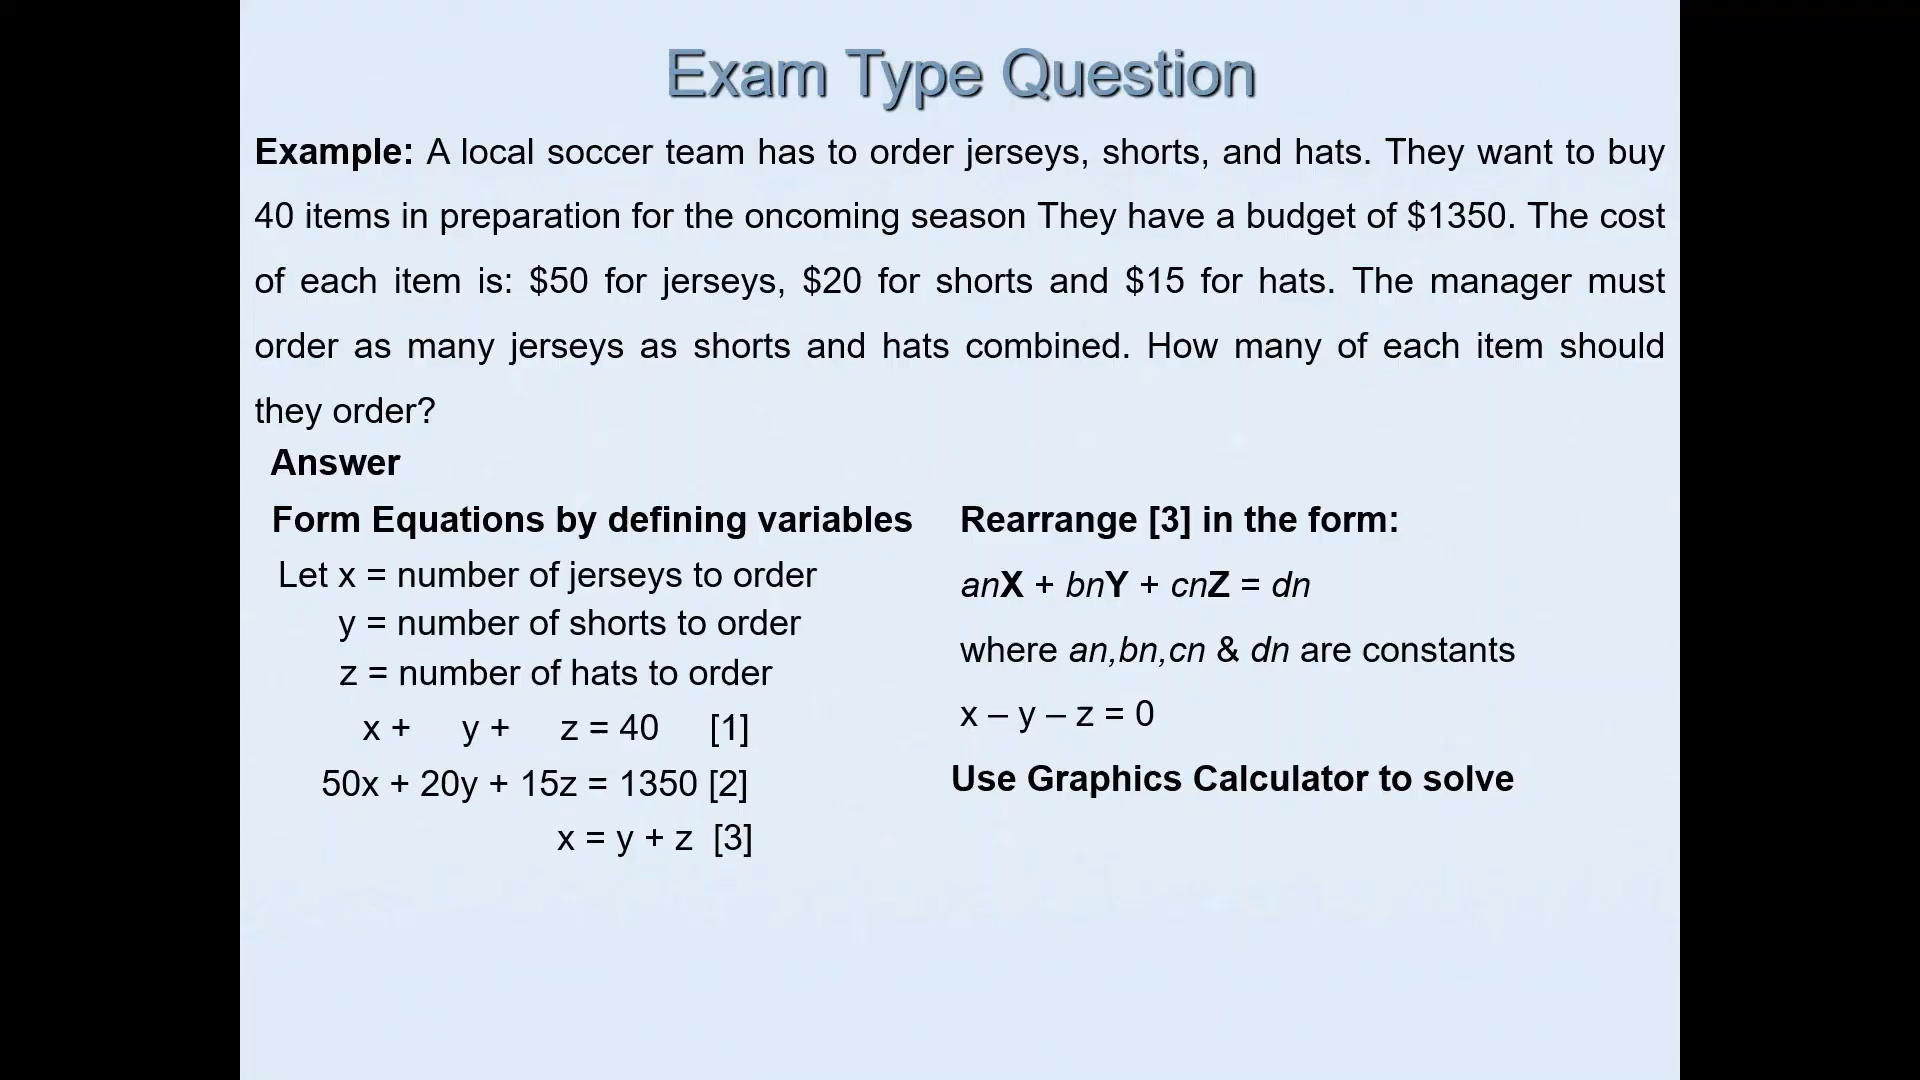 Exam Type Question
Example: A local soccer team has to order jerseys, shorts, and hats. They want to buy
40 items in preparation for the oncoming season They have a budget of $1350. The cost
of each item is: $50 for jerseys, $20 for shorts and $15 for hats. The manager must
order as many jerseys as shorts and hats combined. How many of each item should
they order?
Answer
Form Equations by defining variables
Let x = number of jerseys to order
y = number of shorts to order
z = number of hats to order
x + y + z = 40 [1]
50x + 20y + 15z = 1350 [2]
x = y + z [3]
Rearrange [3] in the form:
anX + bnY + cnZ = dn
where an,bn,cn & dn are constants
x – y – z = 0
Use Graphics Calculator to solve